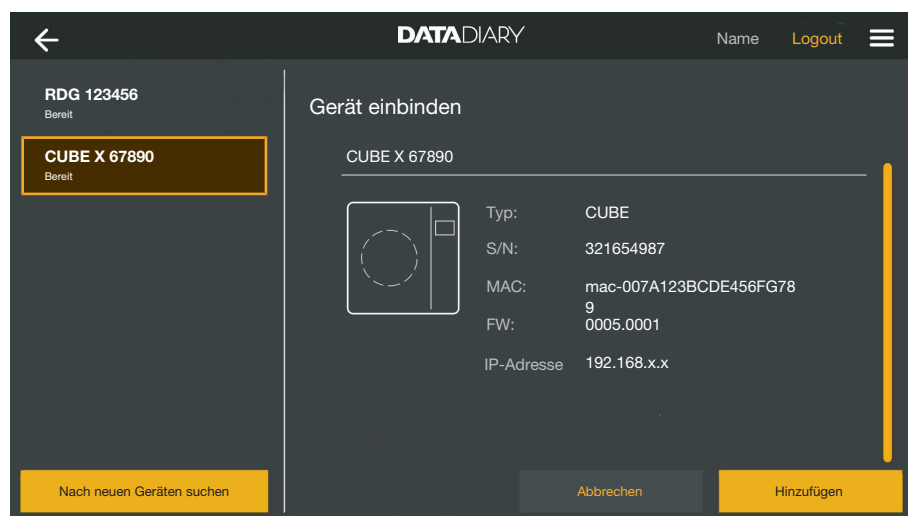 DATADIARY
Name
Logout
RDG 123456
Bereit
CUBE X 67890
Bereit
Nach neuen Geräten suchen
Gerät einbinden
CUBE X 67890
Typ: CUBE
S/N: 321654987
MAC: mac-007A123BCDE456FG78
9
FW: 0005.0001
IP-Adresse 192.168.x.x
Abbrechen
Hinzufügen